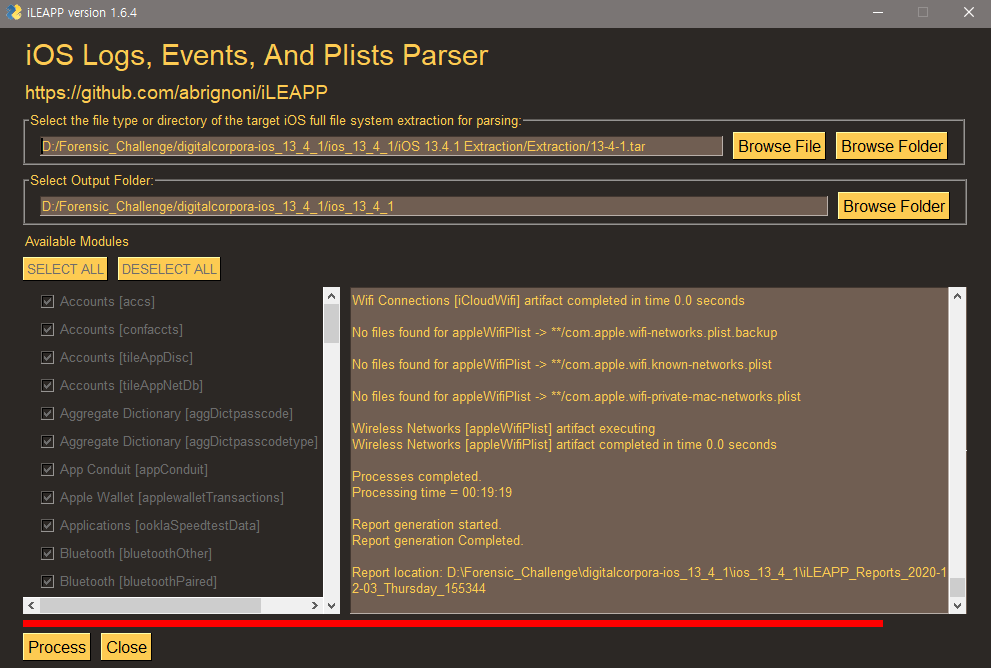 iLEAPP version 1.6.4
iOS Logs, Events, And Plists Parser
https://github.com/abrignoni/iLEAPP
Select the file type or directory of the target iOS full file system extraction for parsing:
D:/Forensic_Challenge/digitalcorpora-ios_13_4_1/ios_13_4_1/iOS 13.4.1 Extraction/Extraction/13-4-1.tar
Browse File
Browse Folder
Select Output Folder:
D:/Forensic_Challenge/digitalcorpora-ios_13_4_1/ios_13_4_1
Browse Folder
Available Modules
SELECT ALL
DESELECT ALL
Accounts [accs]
Accounts [confaccts]
Accounts [tileAppDisc]
Accounts [tileAppNetDb]
Aggregate Dictionary [aggDictpasscode]
Aggregate Dictionary [aggDictpasscodetype]
App Conduit [appConduit]
Apple Wallet [applewalletTransactions]
Applications [ooklaSpeedtestData]
Bluetooth [bluetoothOther]
Bluetooth [bluetoothPaired]
Wifi Connections [iCloudWifi] artifact completed in time 0.0 seconds
No files found for appleWifiPlist -> **/com.apple.wifi-networks.plist.backup
No files found for appleWifiPlist -> **/com.apple.wifi.known-networks.plist
No files found for appleWifiPlist -> **/com.apple.wifi-private-mac-networks.plist
Wireless Networks [appleWifiPlist] artifact executing
Wireless Networks [appleWifiPlist] artifact completed in time 0.0 seconds
Processes completed.
Processing time = 00:19:19
Report generation started.
Report generation Completed.
Report location: D:\Forensic_Challenge\digitalcorpora-ios_13_4_1\ios_13_4_1\iLEAPP_Reports_2020-1
2-03_Thursday_155344
Process
Close